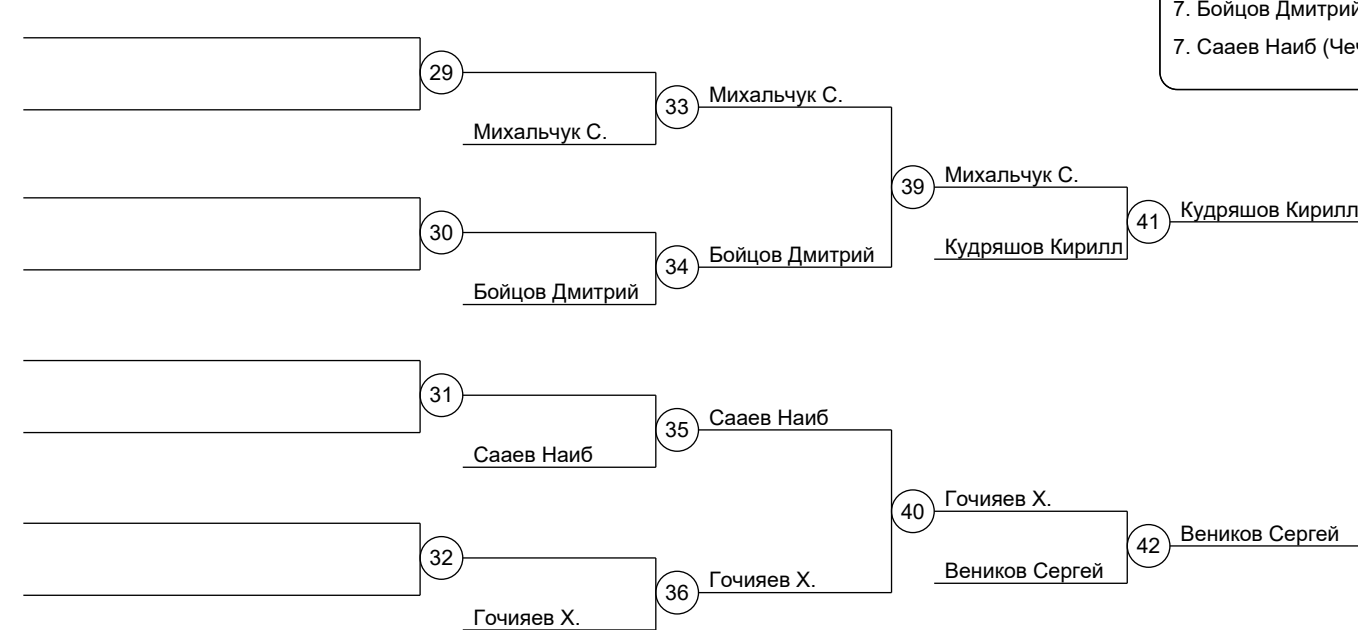 7. Бойцов Дмитрий
7. Сааев Наиб
29
33
Михальчук С.
Михальчук С.
39
Михальчук С.
41
Кудряшов Кирилл
30
34
Бойцов Дмитрий
Кудряшов Кирилл
Бойцов Дмитрий
31
35
Сааев Наиб
Сааев Наиб
40
Гочияев Х.
42
Веников Сергей
32
36
Гочияев Х.
Веников Сергей
Гочияев Х.